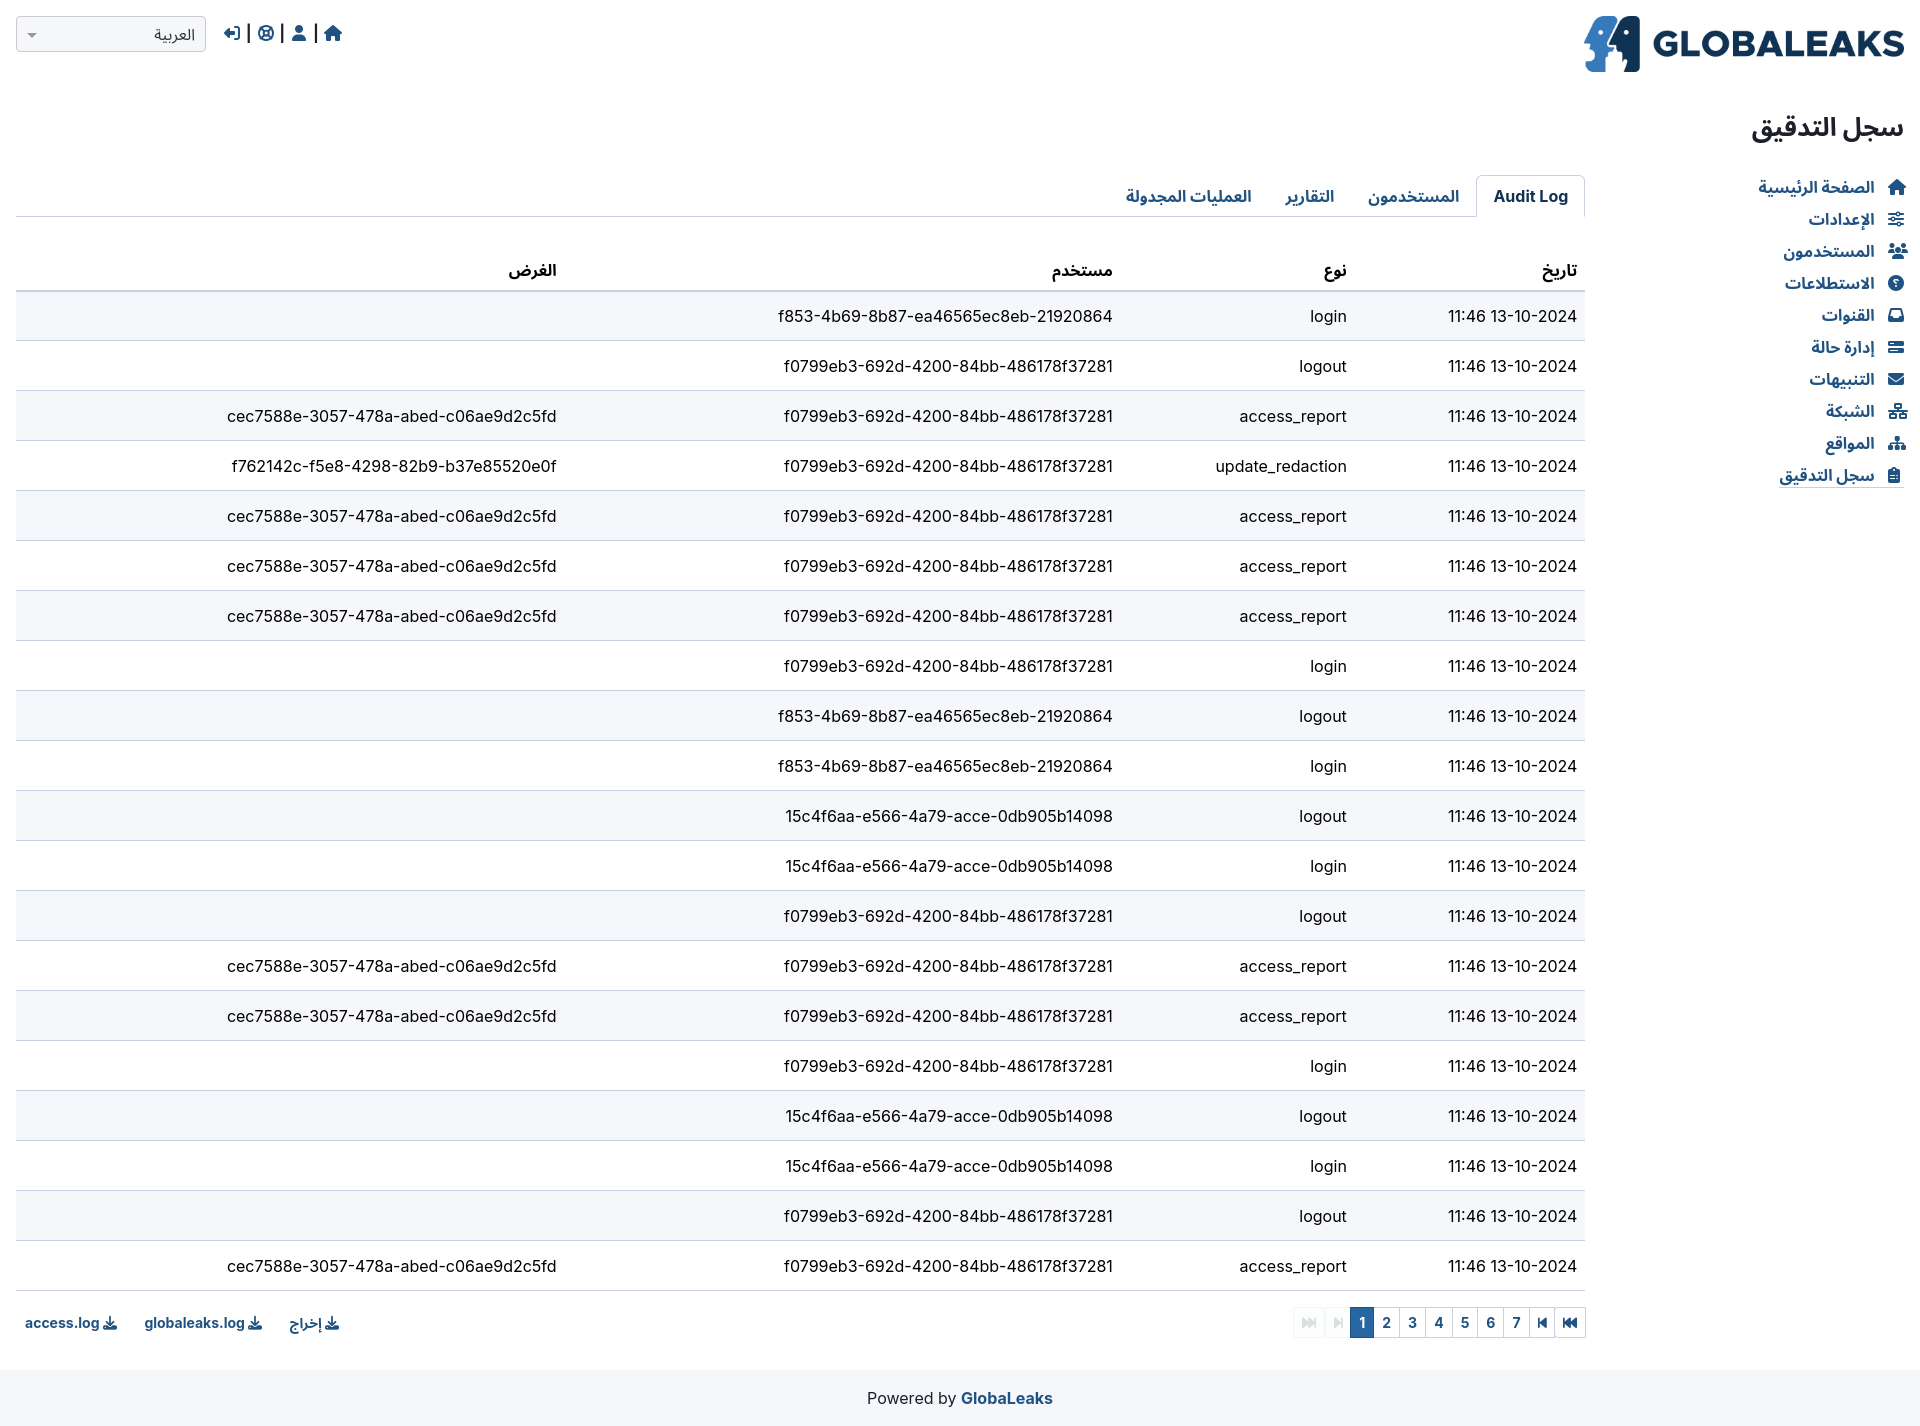 GLOBALEAKS
العربية
سجل التدقيق
الصفحة الرئيسية
الإعدادات
المستخدمون
الاستطلاعات
القنوات
إدارة حالة
التنبيهات
الشبكة
المواقع
سجل التدقيق
Audit Log المستخدمون التقارير العمليات المجدولة
تاريخ نوع مستخدم الغرض
11:46 13-10-2024 login f853-4b69-8b87-ea46565ec8eb-21920864
11:46 13-10-2024 logout f0799eb3-692d-4200-84bb-486178f37281
11:46 13-10-2024 access_report f0799eb3-692d-4200-84bb-486178f37281 cec7588e-3057-478a-abed-c06ae9d2c5fd
11:46 13-10-2024 update_redaction f0799eb3-692d-4200-84bb-486178f37281 f762142c-f5e8-4298-82b9-b37e85520e0f
11:46 13-10-2024 access_report f0799eb3-692d-4200-84bb-486178f37281 cec7588e-3057-478a-abed-c06ae9d2c5fd
11:46 13-10-2024 access_report f0799eb3-692d-4200-84bb-486178f37281 cec7588e-3057-478a-abed-c06ae9d2c5fd
11:46 13-10-2024 access_report f0799eb3-692d-4200-84bb-486178f37281 cec7588e-3057-478a-abed-c06ae9d2c5fd
11:46 13-10-2024 login f0799eb3-692d-4200-84bb-486178f37281
11:46 13-10-2024 logout f853-4b69-8b87-ea46565ec8eb-21920864
11:46 13-10-2024 login f853-4b69-8b87-ea46565ec8eb-21920864
11:46 13-10-2024 logout 15c4f6aa-e566-4a79-acce-0db905b14098
11:46 13-10-2024 login 15c4f6aa-e566-4a79-acce-0db905b14098
11:46 13-10-2024 logout f0799eb3-692d-4200-84bb-486178f37281
11:46 13-10-2024 access_report f0799eb3-692d-4200-84bb-486178f37281 cec7588e-3057-478a-abed-c06ae9d2c5fd
11:46 13-10-2024 access_report f0799eb3-692d-4200-84bb-486178f37281 cec7588e-3057-478a-abed-c06ae9d2c5fd
11:46 13-10-2024 login f0799eb3-692d-4200-84bb-486178f37281
11:46 13-10-2024 logout 15c4f6aa-e566-4a79-acce-0db905b14098
11:46 13-10-2024 login 15c4f6aa-e566-4a79-acce-0db905b14098
11:46 13-10-2024 logout f0799eb3-692d-4200-84bb-486178f37281
11:46 13-10-2024 access_report f0799eb3-692d-4200-84bb-486178f37281 cec7588e-3057-478a-abed-c06ae9d2c5fd
1 2 3 4 5 6 7
إخراج globaleaks.log access.log
Powered by GlobaLeaks